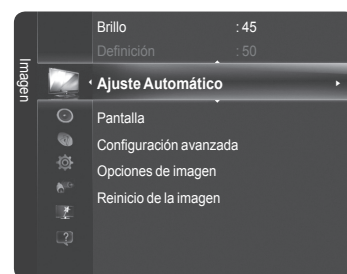 Imagen
Brillo : 45
Definición : 50
Ajuste Automático
Pantalla
Configuración avanzada
Opciones de imagen
Reinicio de la imagen